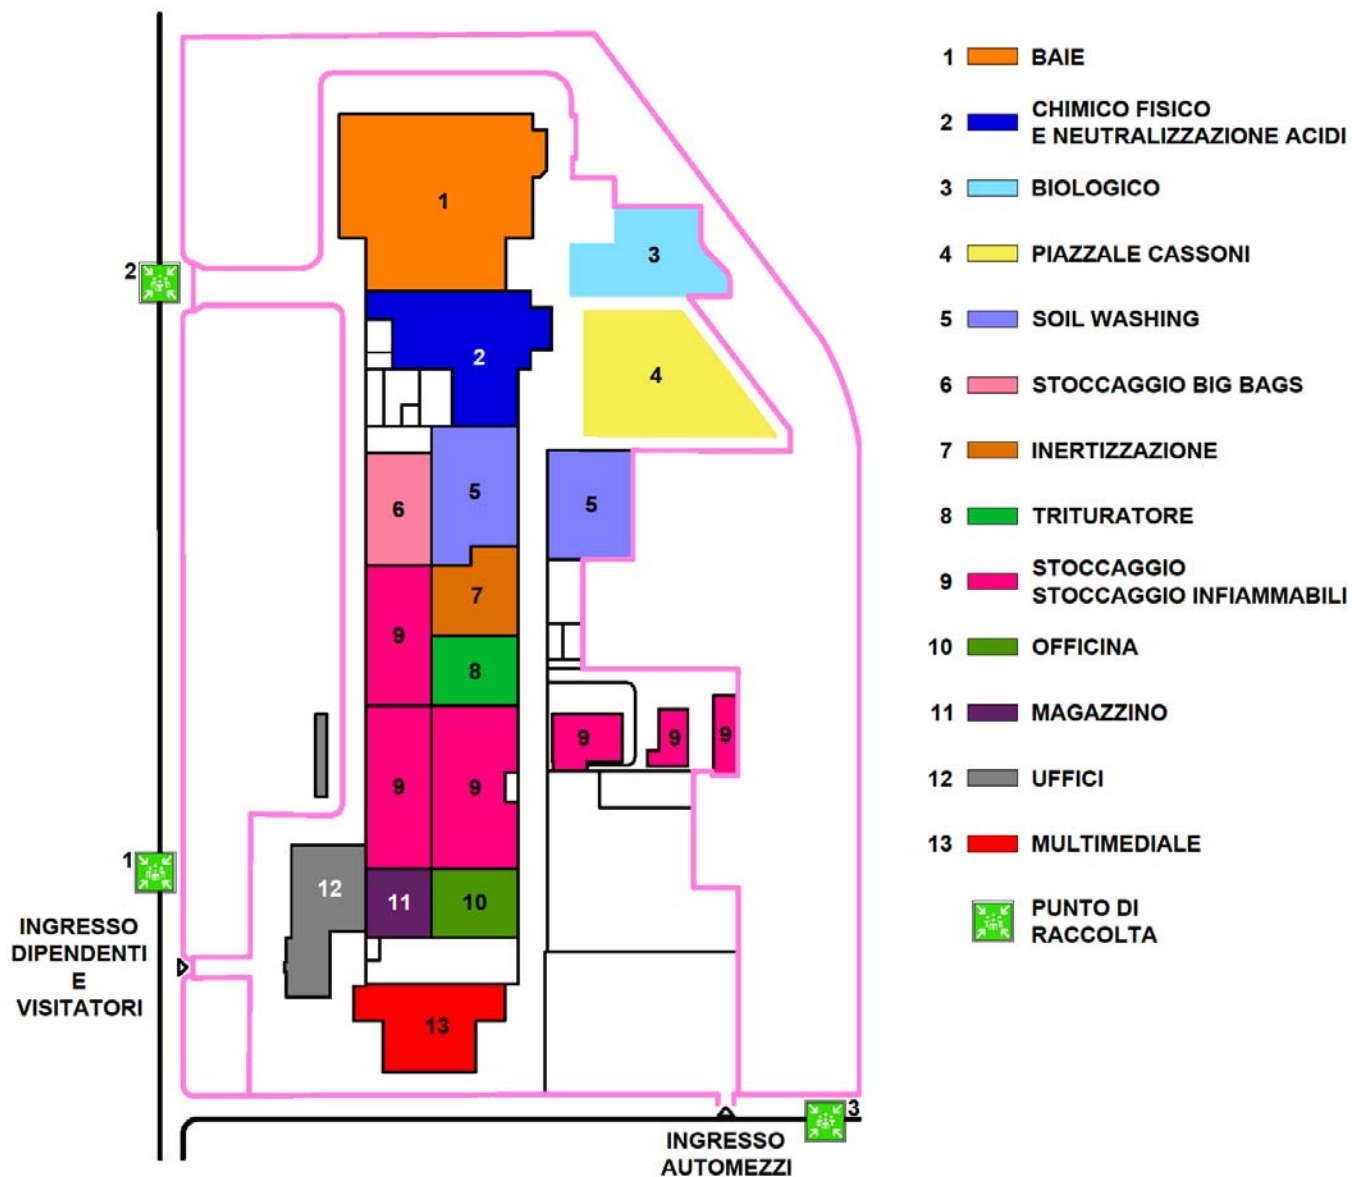 1 BAIE
2 CHIMICO FISICO
E NEUTRALIZZAZIONE ACIDI
3 BIOLOGICO
4 PIAZZALE CASSONI
5 SOIL WASHING
6 STOCCAGGIO BIG BAGS
7 INERTIZZAZIONE
8 TRITURATORE
9 STOCCAGGIO
STOCCAGGIO INFIAMMABILI
10 OFFICINA
11 MAGAZZINO
12 UFFICI
13 MULTIMEDIALE
PUNTO DI
RACCOLTA
1
3
2
2
4
5
6
5
7
9
8
9
9
9
9
9
1
12
11
10
INGRESSO
DIPENDENTI
E
VISITATORI
13
3
INGRESSO
AUTOMEZZI